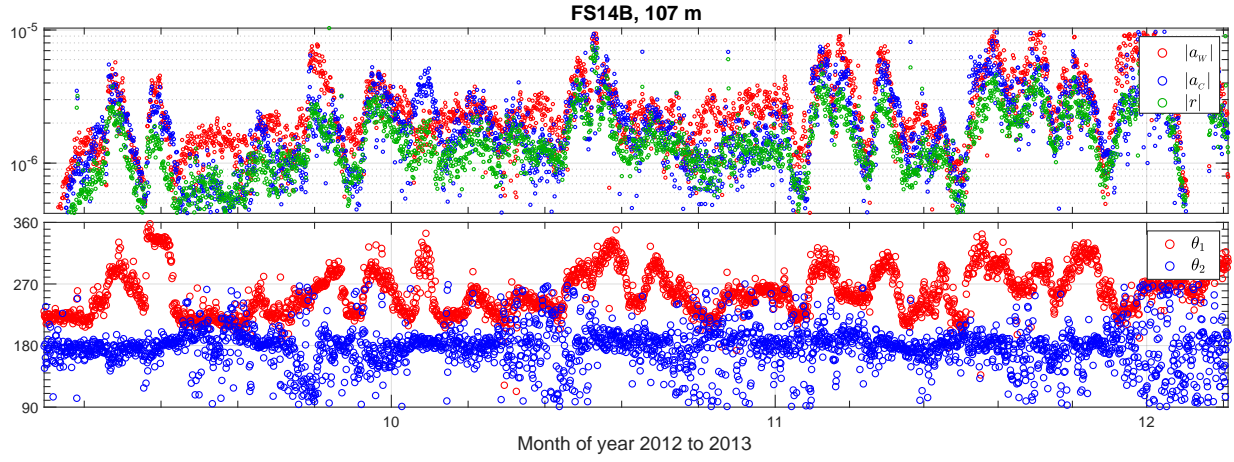 FS14B, 107 m
10^-5
10^-6
|a_W|
|a_C|
|r|
360
270
180
90
θ_1
θ_2
10
11
12
Month of year 2012 to 2013